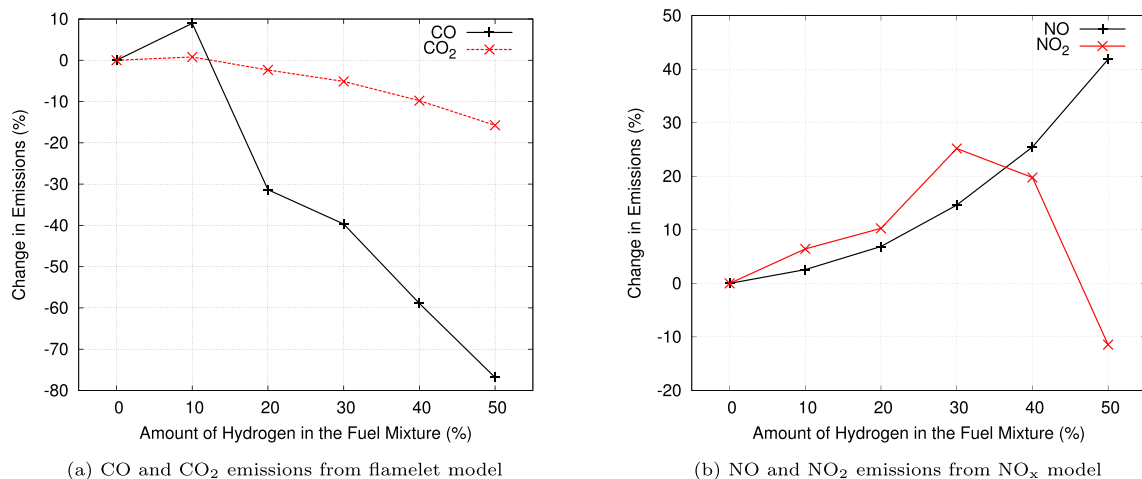 10
0
-10
-20
-30
-40
-50
-60
-70
-80
Change in Emissions (%)
CO
CO2
0 10 20 30 40 50
Amount of Hydrogen in the Fuel Mixture (%)
(a) CO and CO2 emissions from flamelet model
50
40
30
20
10
0
-10
-20
Change in Emissions (%)
NO
NO2
0 10 20 30 40 50
Amount of Hydrogen in the Fuel Mixture (%)
(b) NO and NO2 emissions from NOx model